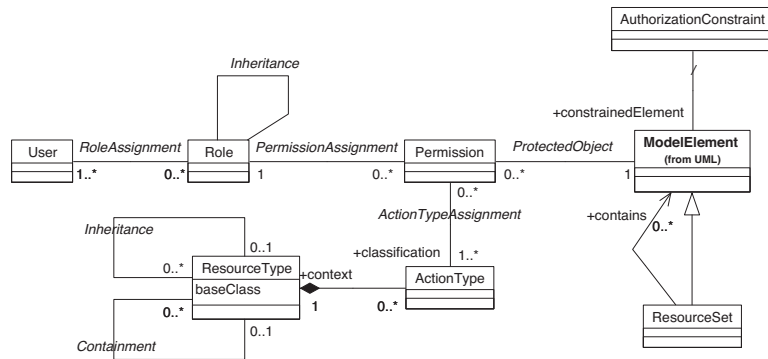 AuthorizationConstraint
Inheritance
/
+constrainedElement
User
RoleAssignment
1..*
0..*
Role
PermissionAssignment
1
0..*
Permission
ProtectedObject
0..*
1
ModelElement
(from UML)
0..*
ActionTypeAssignment
+classification
1..*
+contains
0..*
Inheritance
0..1
0..*
ResourceType
baseClass
+context
1
0..*
ActionType
ResourceSet
0..*
0..1
Containment